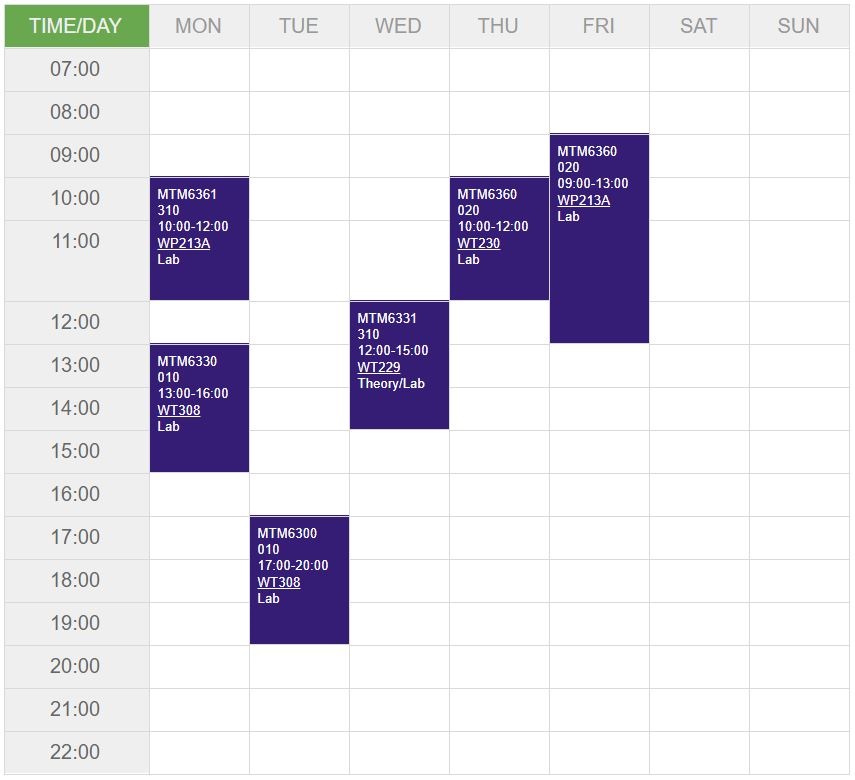 TIME/DAY MON TUE WED THU FRI SAT SUN
07:00
08:00
09:00
10:00
11:00
12:00
13:00
14:00
15:00
16:00
17:00
18:00
19:00
20:00
21:00
22:00
MTM6361
310
10:00-12:00
WP213A
Lab
MTM6330
010
13:00-16:00
WT308
Lab
MTM6300
010
17:00-20:00
WT308
Lab
MTM6331
310
12:00-15:00
WT229
Theory/Lab
MTM6360
020
10:00-12:00
WT230
Lab
MTM6360
020
09:00-13:00
WP213A
Lab